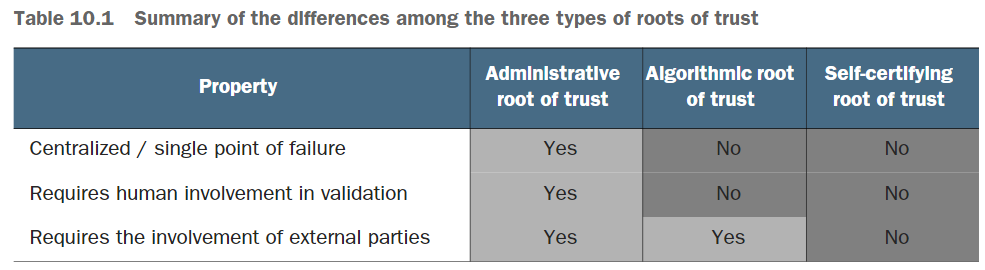 Table 10.1 Summary of the differences among the three types of roots of trust
Property
Administrative root of trust
Algorithmic root of trust
Self-certifying root of trust
Centralized / single point of failure Yes No No
Requires human involvement in validation Yes No No
Requires the involvement of external parties Yes Yes No